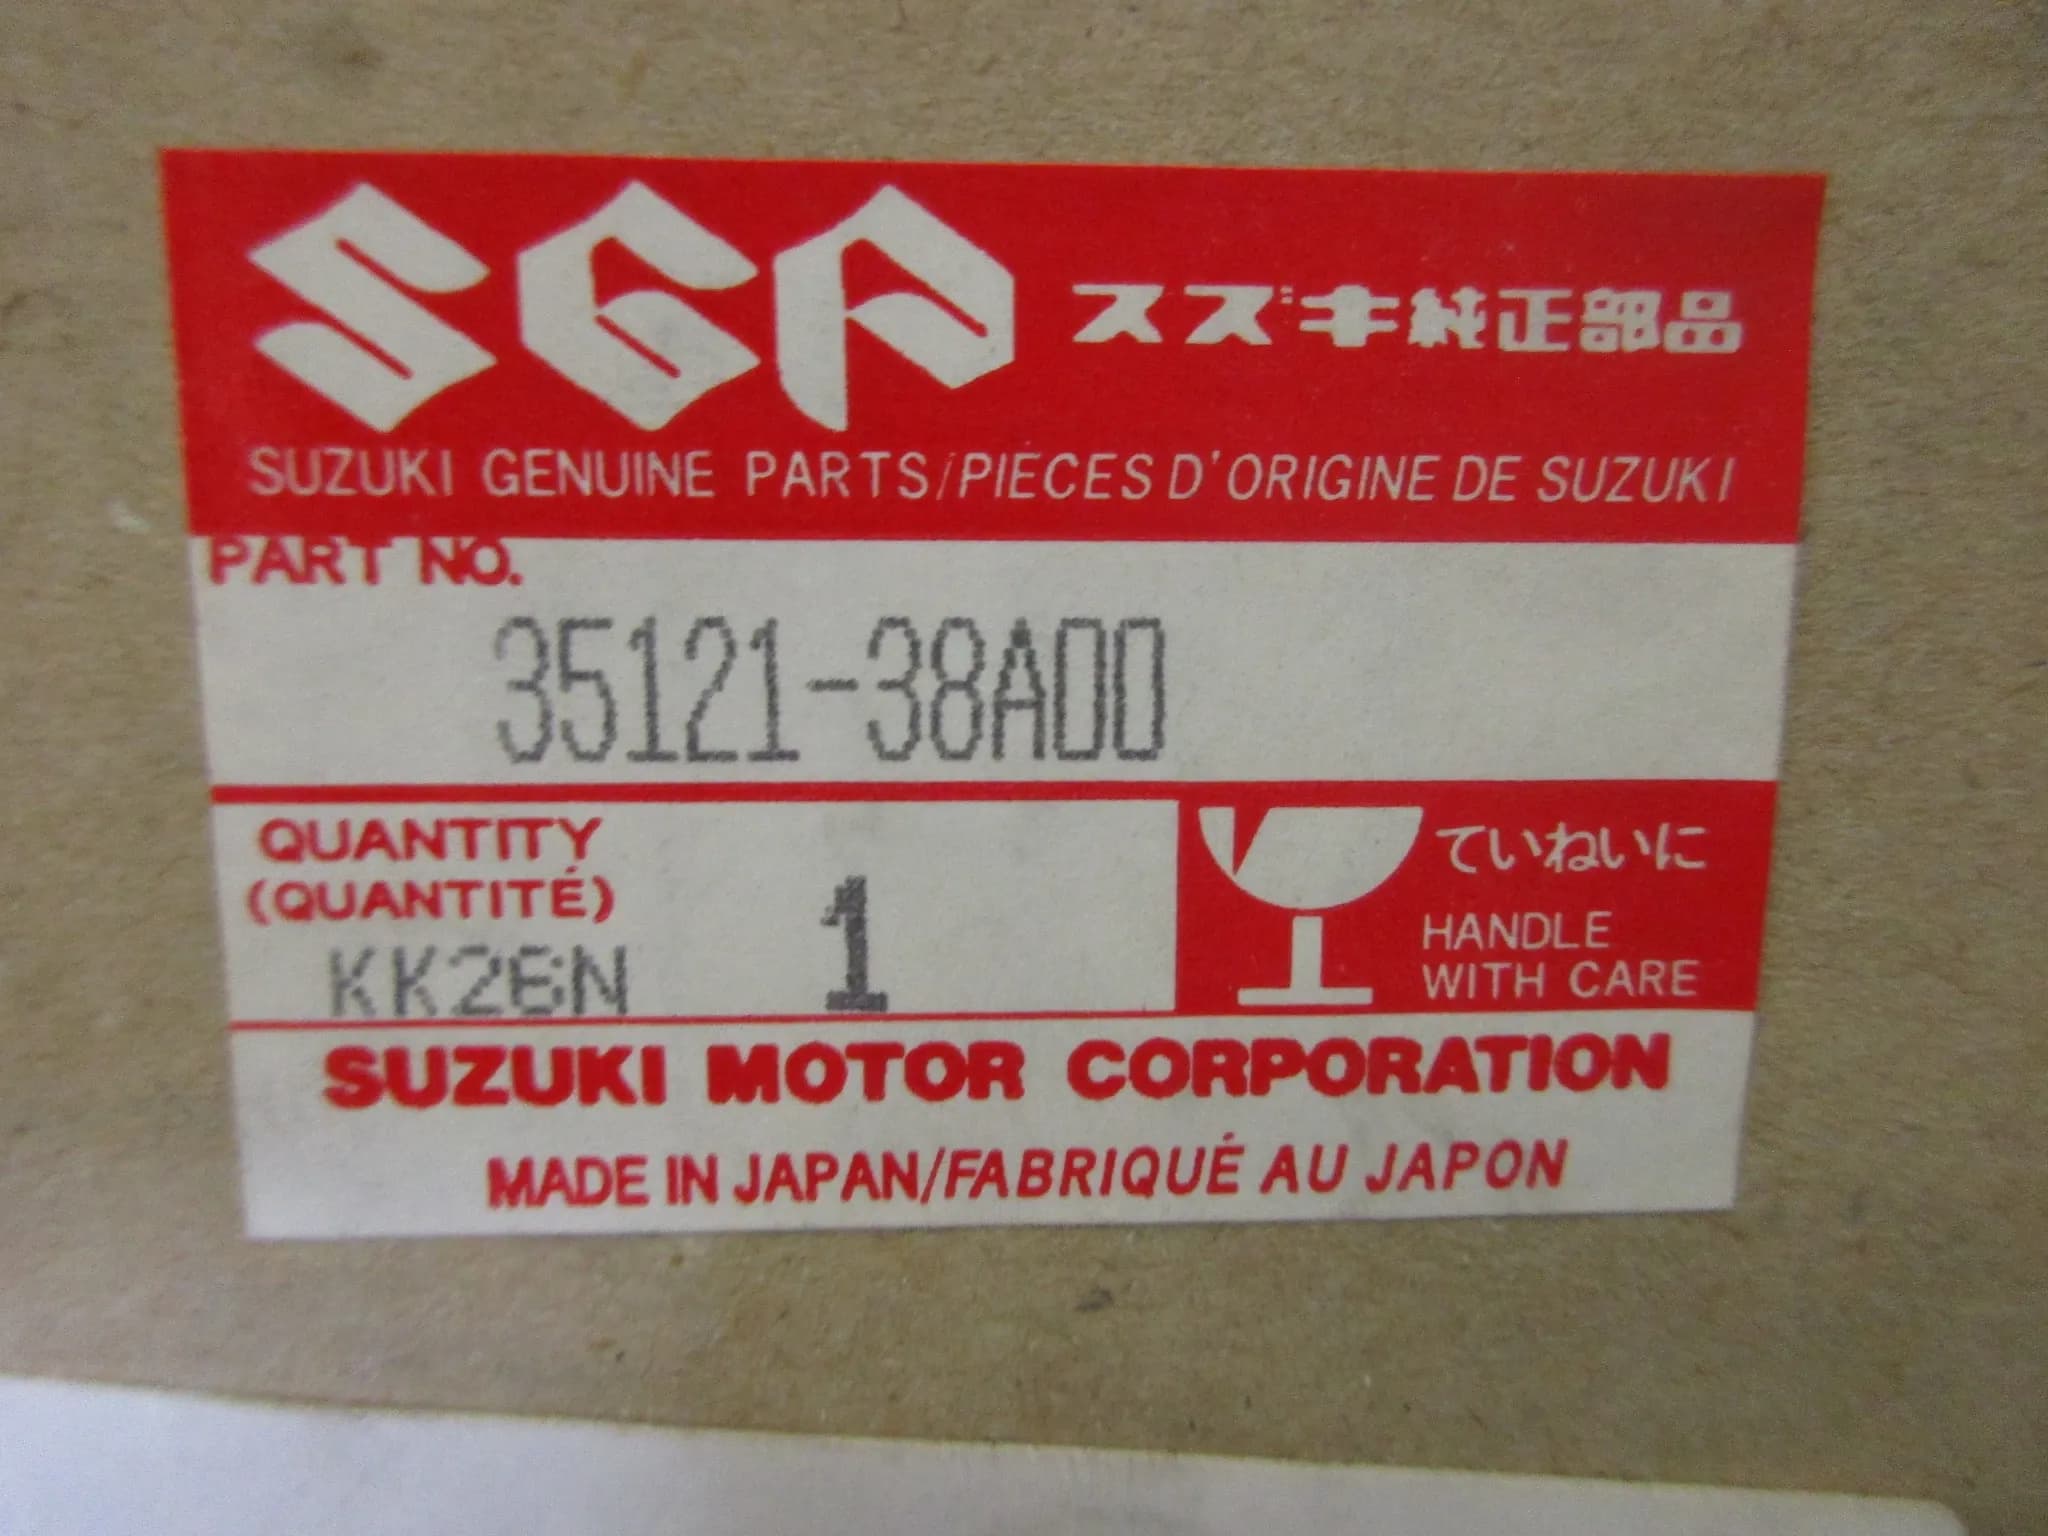 SGP スズキ純正部品
SUZUKI GENUINE PARTS/PIECES D'ORIGINE DE SUZUKI
PART NO.
35121-38A00
QUANTITY
(QUANTITÉ)
KK26N 1
ていねいに
HANDLE
WITH CARE
SUZUKI MOTOR CORPORATION
MADE IN JAPAN/FABRIQUÉ AU JAPON